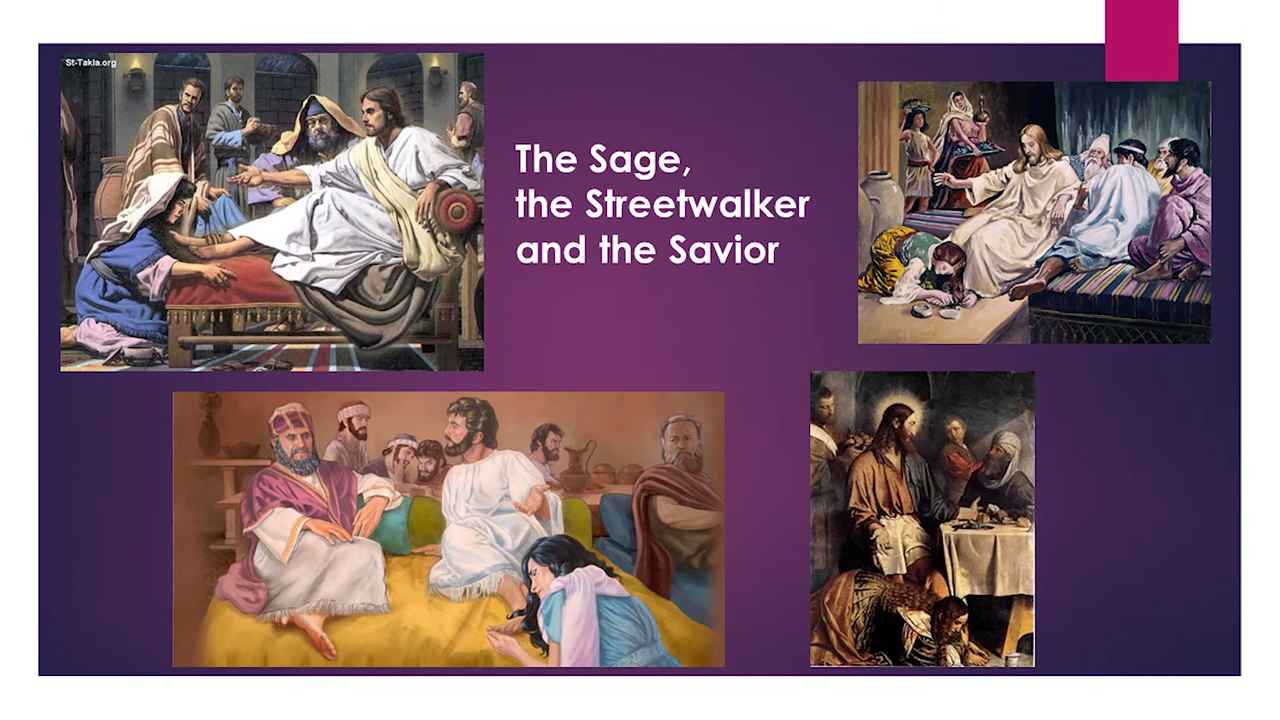 St-Takla.org
The Sage,
the Streetwalker
and the Savior